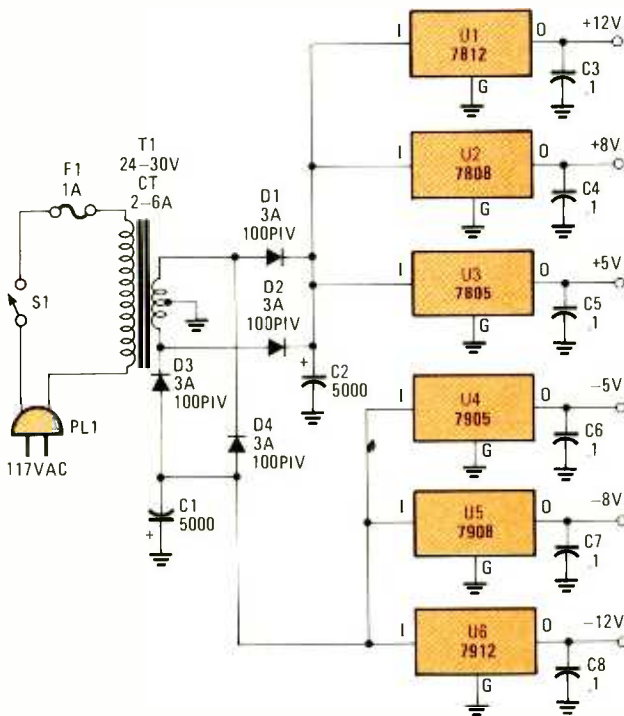 I
U1
7812
O
+12V
G
C3
.1
I
U2
7808
O
+8V
G
C4
.1
T1
24–30V
CT
2–6A
F1
1A
D1
3A
100PIV
S1
D2
3A
100PIV
I
U3
7805
O
+5V
G
C5
.1
D3
3A
100PIV
+
C2
5000
D4
3A
100PIV
I
U4
7905
O
−5V
G
C6
.1
PL1
117VAC
C1
5000
+
I
U5
7908
O
−8V
G
C7
.1
I
U6
7912
O
−12V
G
C8
.1